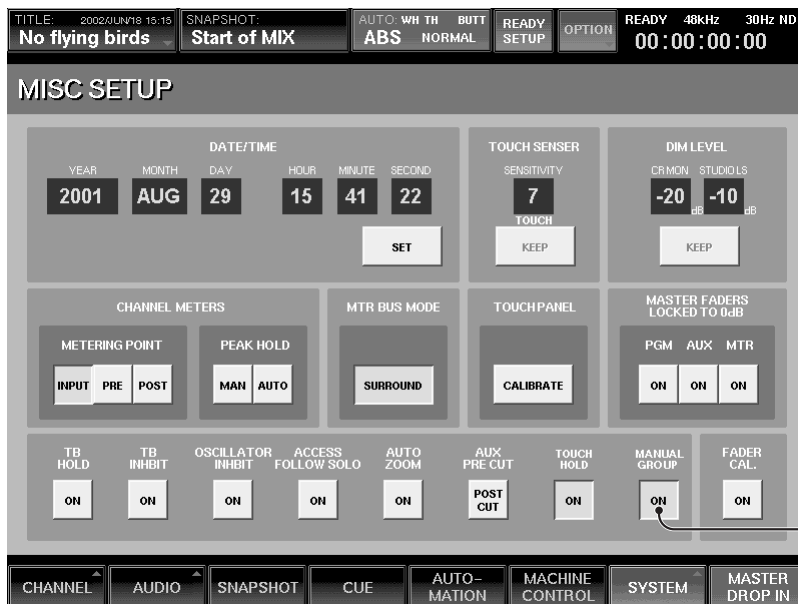 TITLE: 2002/JUN/18 15:15
No flying birds
SNAPSHOT:
Start of MIX
AUTO: WH TH BUTT
ABS NORMAL
READY
SETUP
OPTION
READY 48kHz 30Hz ND
00:00:00:00
MISC SETUP
DATE/TIME
YEAR MONTH DAY HOUR MINUTE SECOND
2001 AUG 29 15 41 22
SET
TOUCH SENSER
SENSITIVITY
7
TOUCH
KEEP
DIM LEVEL
CR MON STUDIO LS
-20 dB -10 dB
KEEP
CHANNEL METERS
METERING POINT
INPUT PRE POST
PEAK HOLD
MAN AUTO
MTR BUS MODE
SURROUND
TOUCH PANEL
CALIBRATE
MASTER FADERS
LOCKED TO 0dB
PGM AUX MTR
ON ON ON
TB
HOLD
ON
TB
INHBIT
ON
OSCILLATOR
INHBIT
ON
ACCESS
FOLLOW SOLO
ON
AUTO
ZOOM
ON
AUX
PRE CUT
POST
CUT
TOUCH
HOLD
ON
MANUAL
GROUP
ON
FADER
CAL.
ON
CHANNEL
AUDIO
SNAPSHOT
CUE
AUTO-
MATION
MACHINE
CONTROL
SYSTEM
MASTER
DROP IN